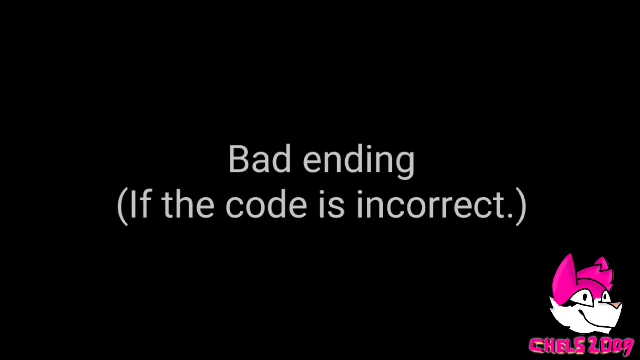 Bad ending
(If the code is incorrect.)
CHELS2009